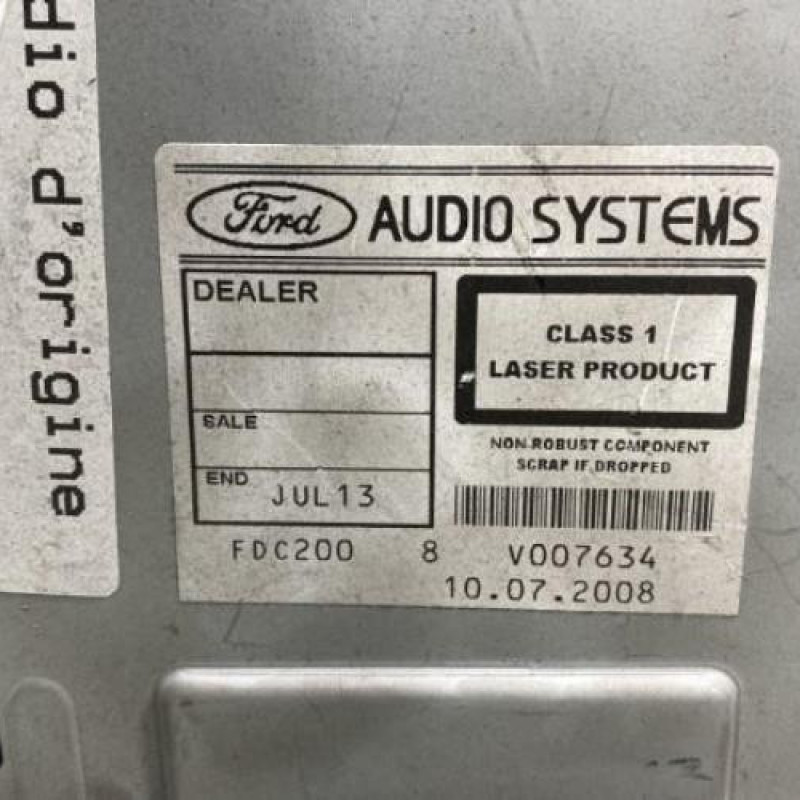 dio d'origine
Ford AUDIO SYSTEMS
DEALER
CLASS 1
LASER PRODUCT
SALE
NON ROBUST COMPONENT
SCRAP IF DROPPED
END JUL13
FDC200 8 V007634
10.07.2008